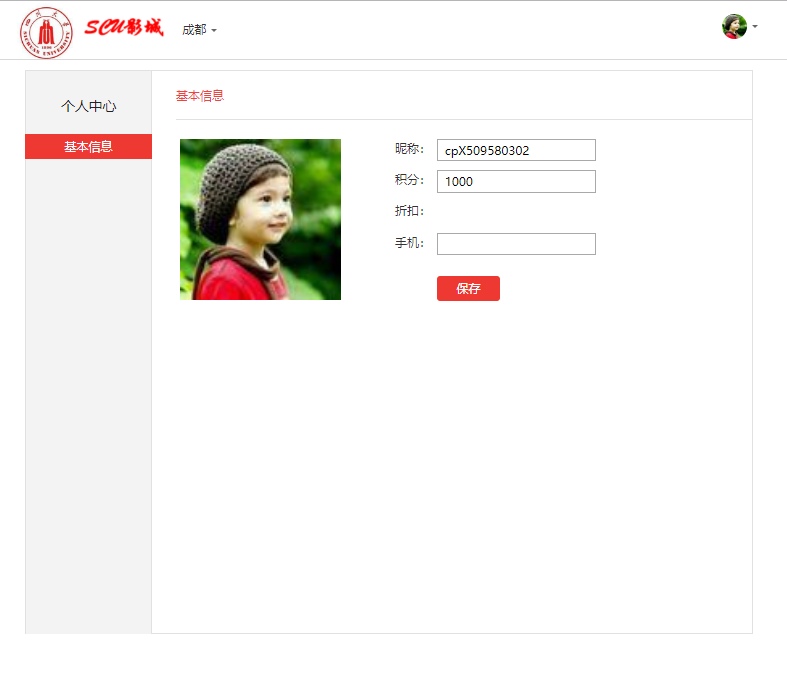 SCU影城
成都
个人中心
基本信息
基本信息
昵称： cpX509580302
积分： 1000
折扣：
手机：
保存